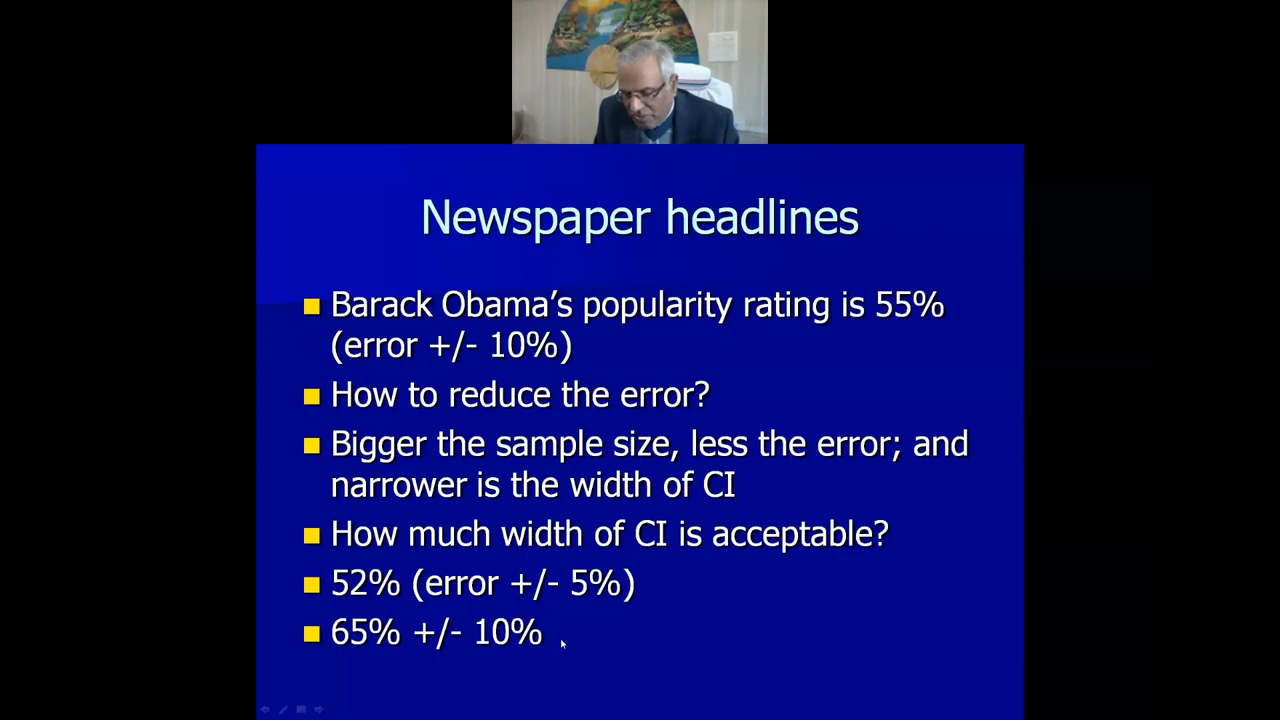 Newspaper headlines
Barack Obama’s popularity rating is 55%
(error +/- 10%)
How to reduce the error?
Bigger the sample size, less the error; and
narrower is the width of CI
How much width of CI is acceptable?
52% (error +/- 5%)
65% +/- 10%